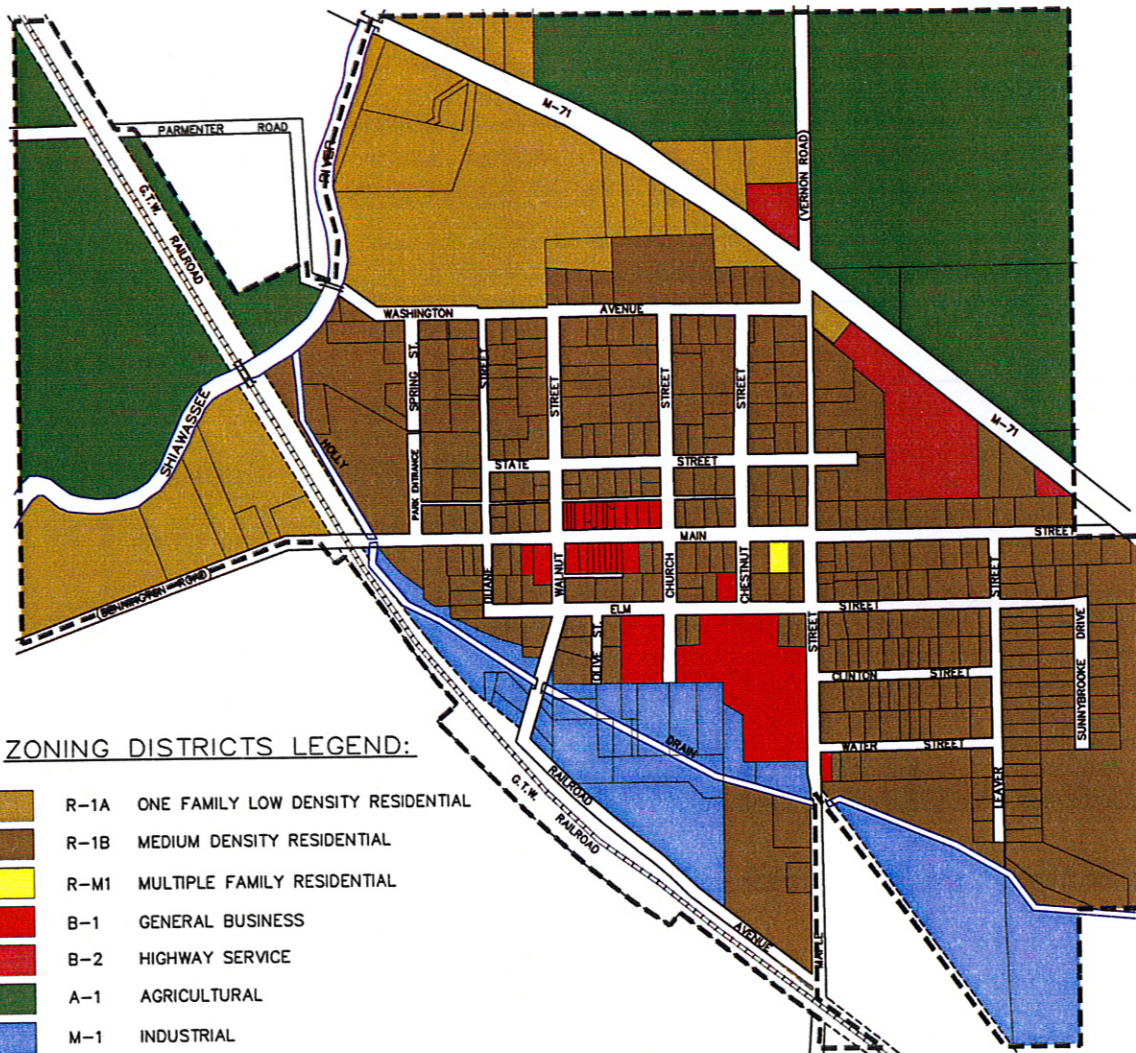 M-71
PARMENTER ROAD
RIVER
(VERNON ROAD)
G.T.W.
RAILROAD
WASHINGTON AVENUE
SPRING ST.
STREET
STREET
STREET
STREET
M-71
SHIAWASSEE
HOLLY
STATE STREET
PARK ENTRANCE
MAIN STREET
(BENNINGTON ROAD)
DUANE
WALNUT
CHURCH
CHESTNUT
STREET
ELM STREET
STREET
OLIVE ST.
CLINTON STREET
SUNNYBROOKE DRIVE
WATER STREET
DRAIN
LEAVER
RAILROAD
G.T.W.
RAILROAD
AVENUE
MAPLE
ZONING DISTRICTS LEGEND:
R-1A ONE FAMILY LOW DENSITY RESIDENTIAL
R-1B MEDIUM DENSITY RESIDENTIAL
R-M1 MULTIPLE FAMILY RESIDENTIAL
B-1 GENERAL BUSINESS
B-2 HIGHWAY SERVICE
A-1 AGRICULTURAL
M-1 INDUSTRIAL